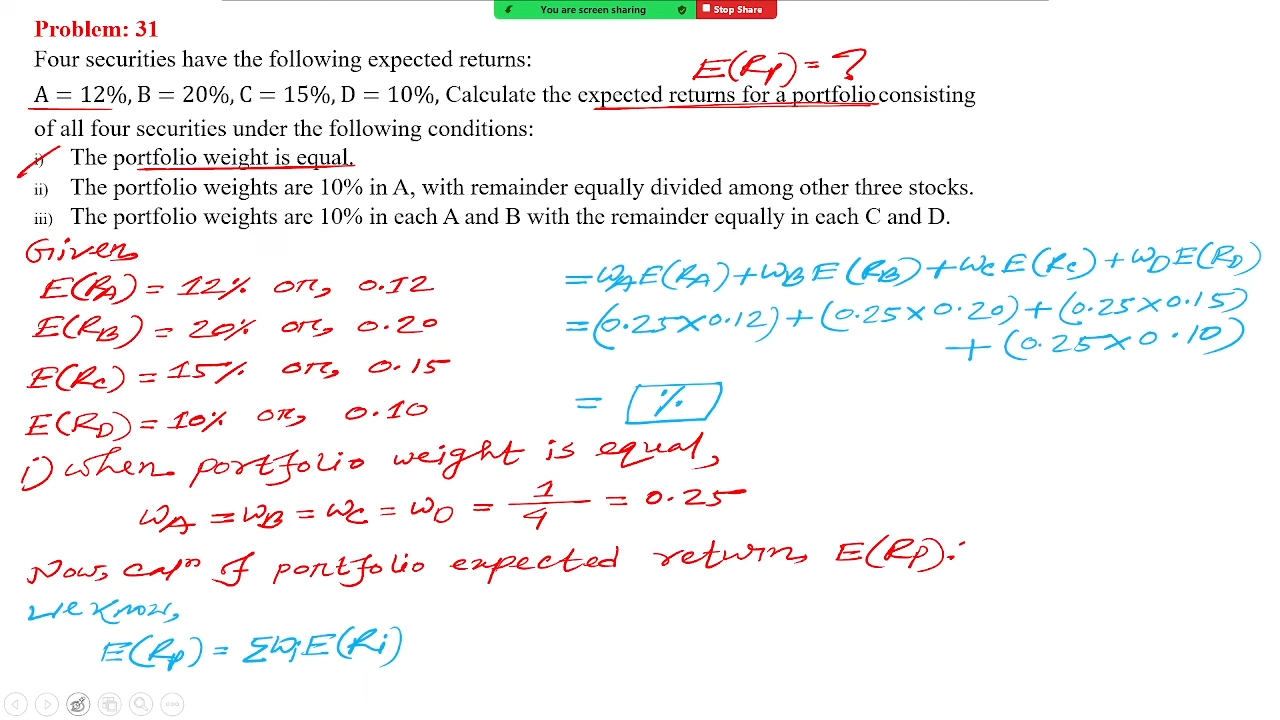 You are screen sharing
Stop Share
Problem: 31
Four securities have the following expected returns:
E(Rp) = ?
A = 12%, B = 20%, C = 15%, D = 10%, Calculate the expected returns for a portfolio consisting
of all four securities under the following conditions:
i) The portfolio weight is equal.
ii) The portfolio weights are 10% in A, with remainder equally divided among other three stocks.
iii) The portfolio weights are 10% in each A and B with the remainder equally in each C and D.
Given
E(RA) = 12% or, 0.12
E(RB) = 20% or, 0.20
E(RC) = 15% or, 0.15
E(RD) = 10% or, 0.10
i) when portfolio weight is equal,
WA = WB = WC = WD = 1/4 = 0.25
Now, caln of portfolio expected return, E(Rp):
We know,
E(Rp) = ΣWiE(Ri)
= WAE(RA) + WBE(RB) + WCE(RC) + WDE(RD)
= (0.25×0.12) + (0.25×0.20) + (0.25×0.15)
+ (0.25×0.10)
= %